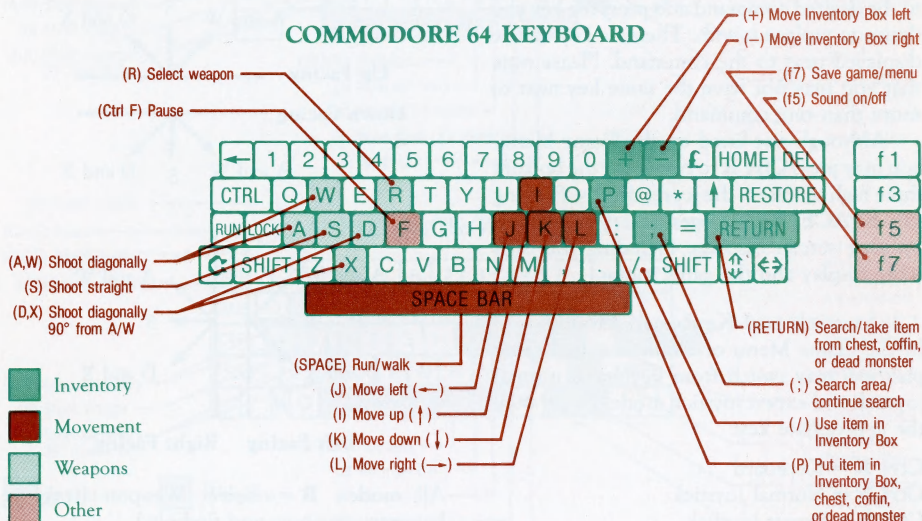 COMMODORE 64 KEYBOARD
(+) Move Inventory Box left
(−) Move Inventory Box right
(f7) Save game/menu
(f5) Sound on/off
(R) Select weapon
(Ctrl F) Pause
← 1 2 3 4 5 6 7 8 9 0 + − £ HOME DEL f 1
CTRL Q W E R T Y U I O P @ * ↑ RESTORE f 3
RUN LOCK A S D F G H J K L : ; = RETURN f 5
C SHIFT Z X C V B N M , . / SHIFT ⇕ ↔ f 7
SPACE BAR
(A,W) Shoot diagonally
(S) Shoot straight
(D,X) Shoot diagonally
90° from A/W
Inventory
Movement
Weapons
Other
(SPACE) Run/walk
(J) Move left (←)
(I) Move up (↑)
(K) Move down (↓)
(L) Move right (→)
(RETURN) Search/take item
from chest, coffin,
or dead monster
(;) Search area/
continue search
(/) Use item in
Inventory Box
(P) Put item in
Inventory Box,
chest, coffin,
or dead monster